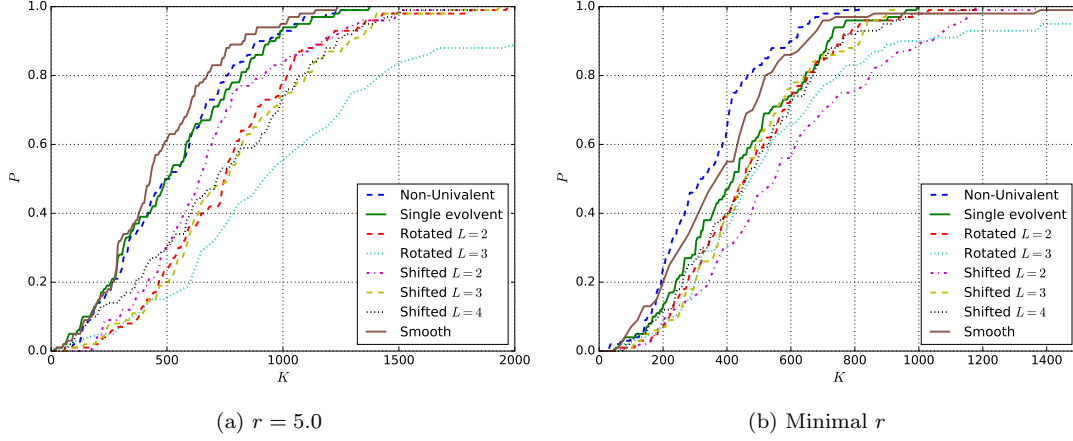 1.0
0.8
0.6
0.4
0.2
0.0
P
0
500
1000
1500
2000
K
Non-Univalent
Single evolvent
Rotated L=2
Rotated L=3
Shifted L=2
Shifted L=3
Shifted L=4
Smooth
(a) r = 5.0
1.0
0.8
0.6
0.4
0.2
0.0
P
0
200
400
600
800
1000
1200
1400
K
Non-Univalent
Single evolvent
Rotated L=2
Rotated L=3
Shifted L=2
Shifted L=3
Shifted L=4
Smooth
(b) Minimal r